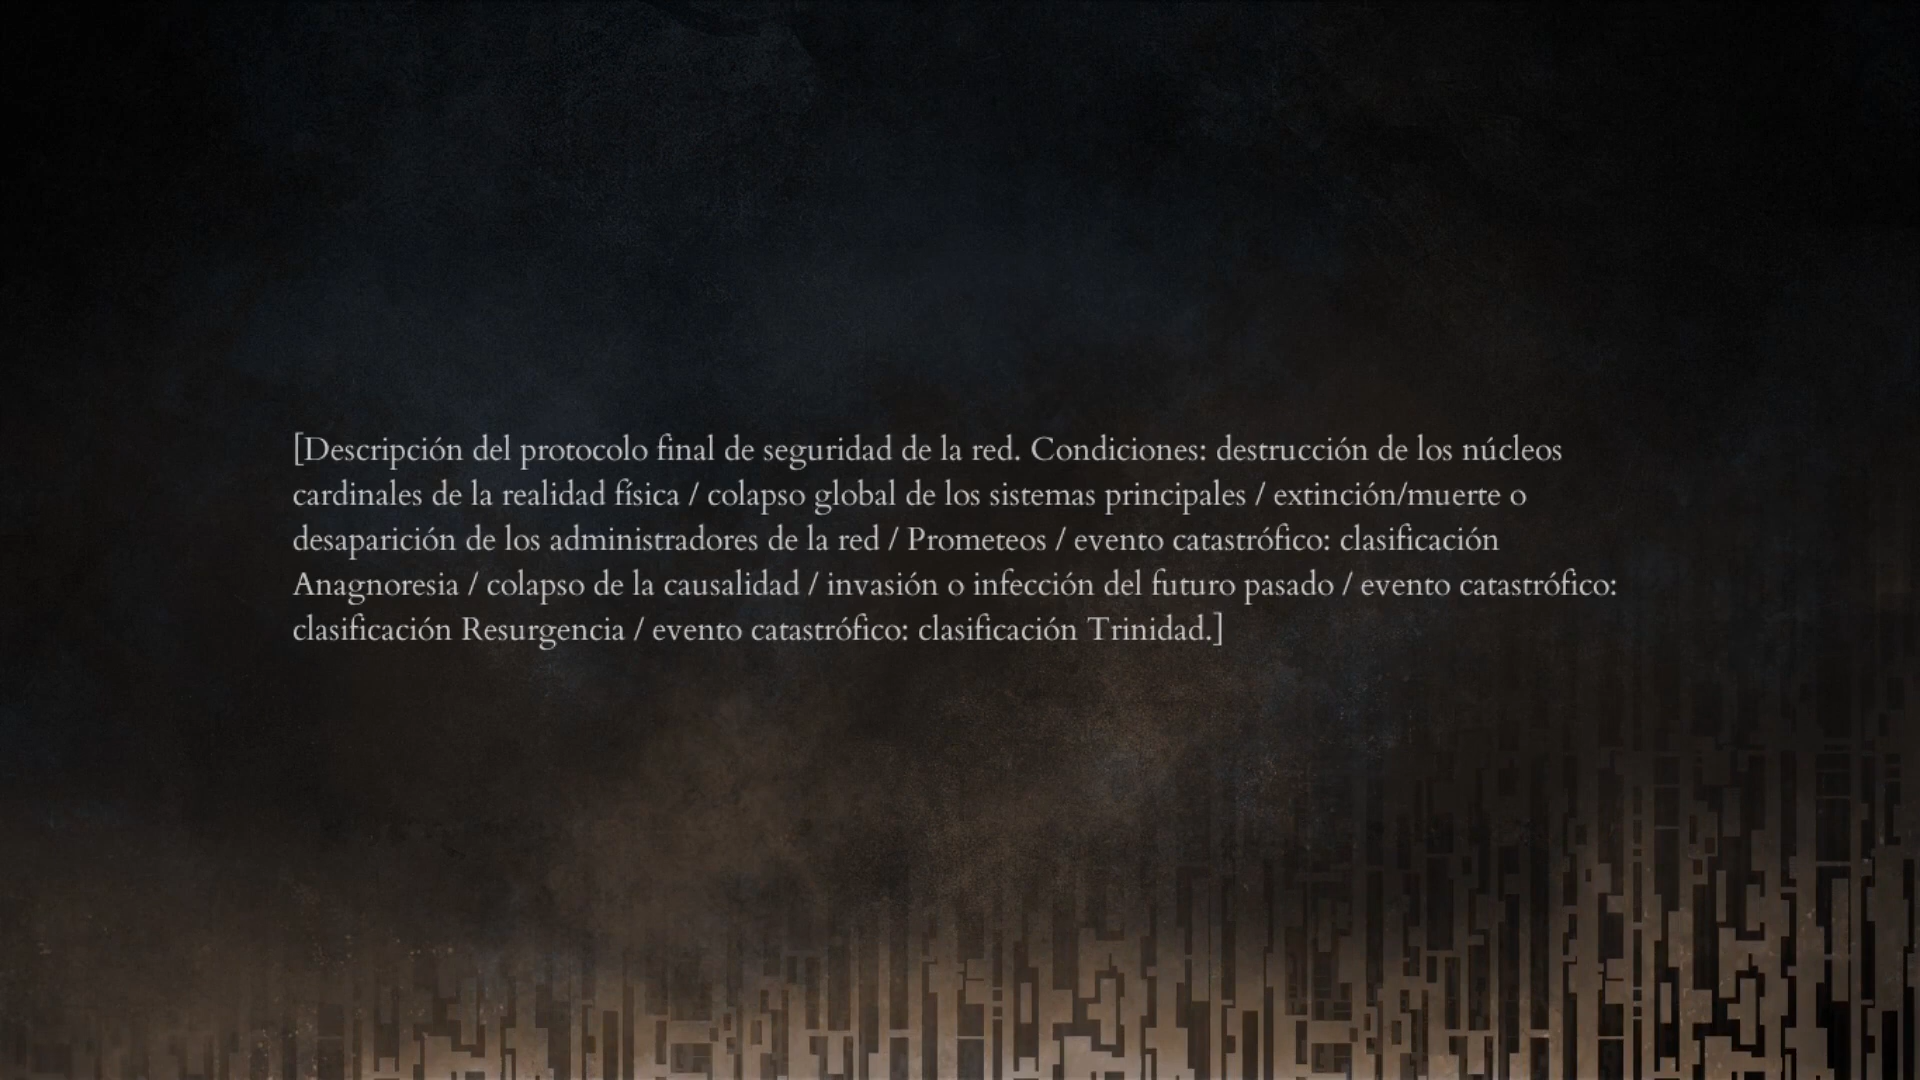 [Descripción del protocolo final de seguridad de la red. Condiciones: destrucción de los núcleos
cardinales de la realidad física / colapso global de los sistemas principales / extinción/muerte o
desaparición de los administradores de la red / Prometeos / evento catastrófico: clasificación
Anagnoresia / colapso de la causalidad / invasión o infección del futuro pasado / evento catastrófico:
clasificación Resurgencia / evento catastrófico: clasificación Trinidad.]